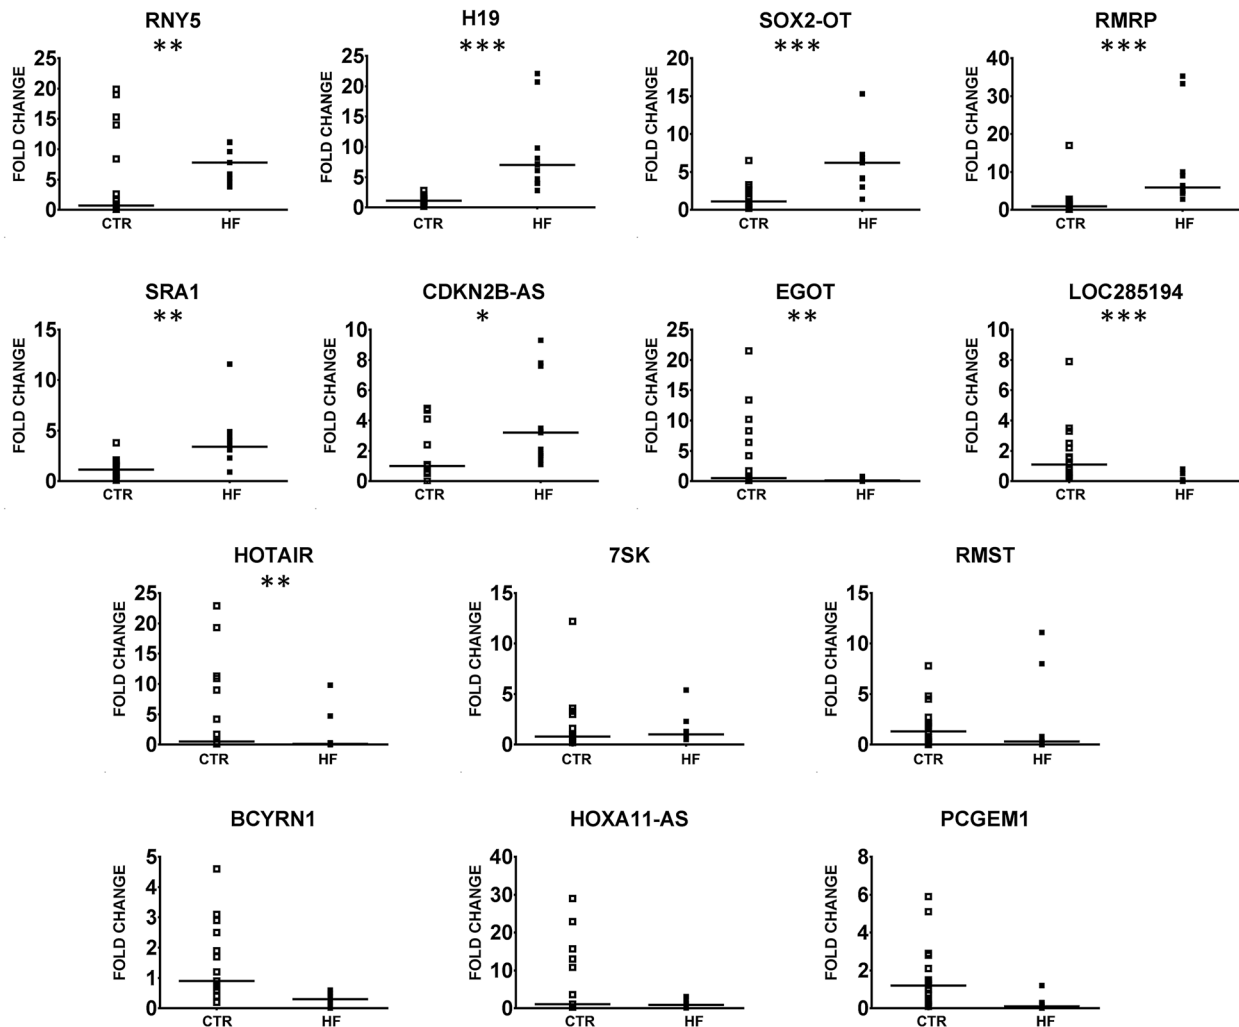 RNY5
**
FOLD CHANGE
25
20
15
10
5
0
CTR
HF
H19
***
FOLD CHANGE
25
20
15
10
5
0
CTR
HF
SOX2-OT
***
FOLD CHANGE
20
15
10
5
0
CTR
HF
RMRP
***
FOLD CHANGE
40
30
20
10
0
CTR
HF
SRA1
**
FOLD CHANGE
15
10
5
0
CTR
HF
CDKN2B-AS
*
FOLD CHANGE
10
8
6
4
2
0
CTR
HF
EGOT
**
FOLD CHANGE
25
20
15
10
5
0
CTR
HF
LOC285194
***
FOLD CHANGE
10
8
6
4
2
0
CTR
HF
HOTAIR
**
FOLD CHANGE
25
20
15
10
5
0
CTR
HF
7SK
FOLD CHANGE
15
10
5
0
CTR
HF
RMST
FOLD CHANGE
15
10
5
0
CTR
HF
BCYRN1
FOLD CHANGE
5
4
3
2
1
0
CTR
HF
HOXA11-AS
FOLD CHANGE
40
30
20
10
0
CTR
HF
PCGEM1
FOLD CHANGE
8
6
4
2
0
CTR
HF